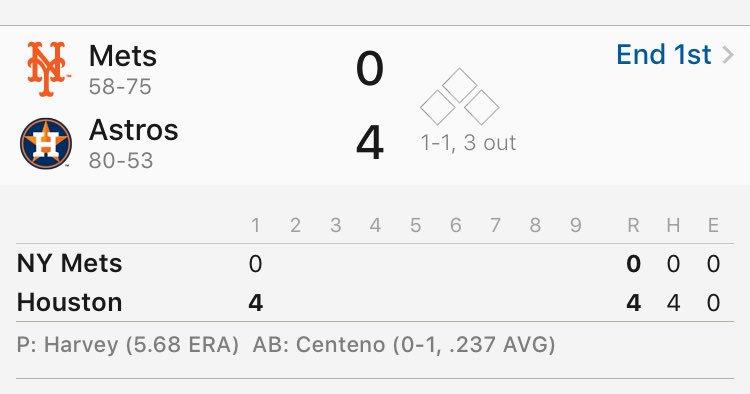 Mets 0 End 1st
58-75
Astros 4
80-53
1-1, 3 out
1 2 3 4 5 6 7 8 9 R H E
NY Mets 0 0 0 0
Houston 4 4 4 0
P: Harvey (5.68 ERA) AB: Centeno (0-1, .237 AVG)